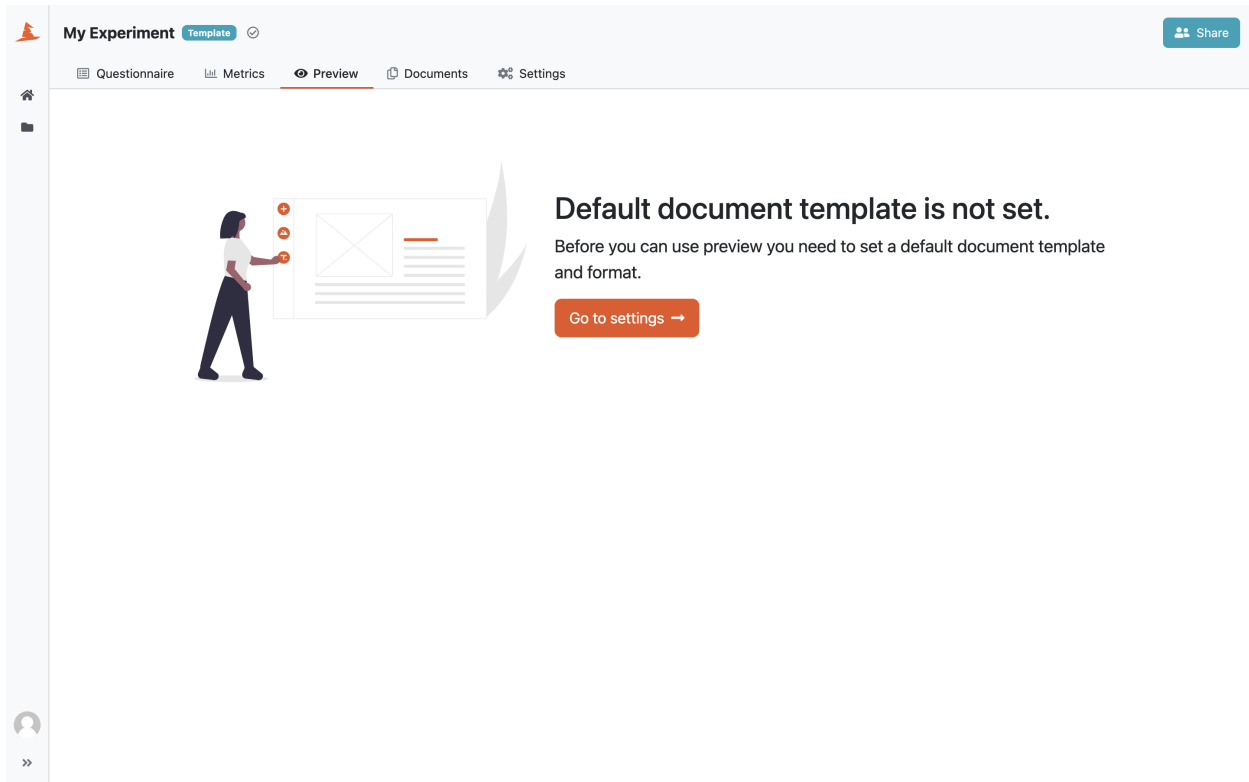 My Experiment Template
Share
Questionnaire Metrics Preview Documents Settings
Default document template is not set.
Before you can use preview you need to set a default document template
and format.
Go to settings